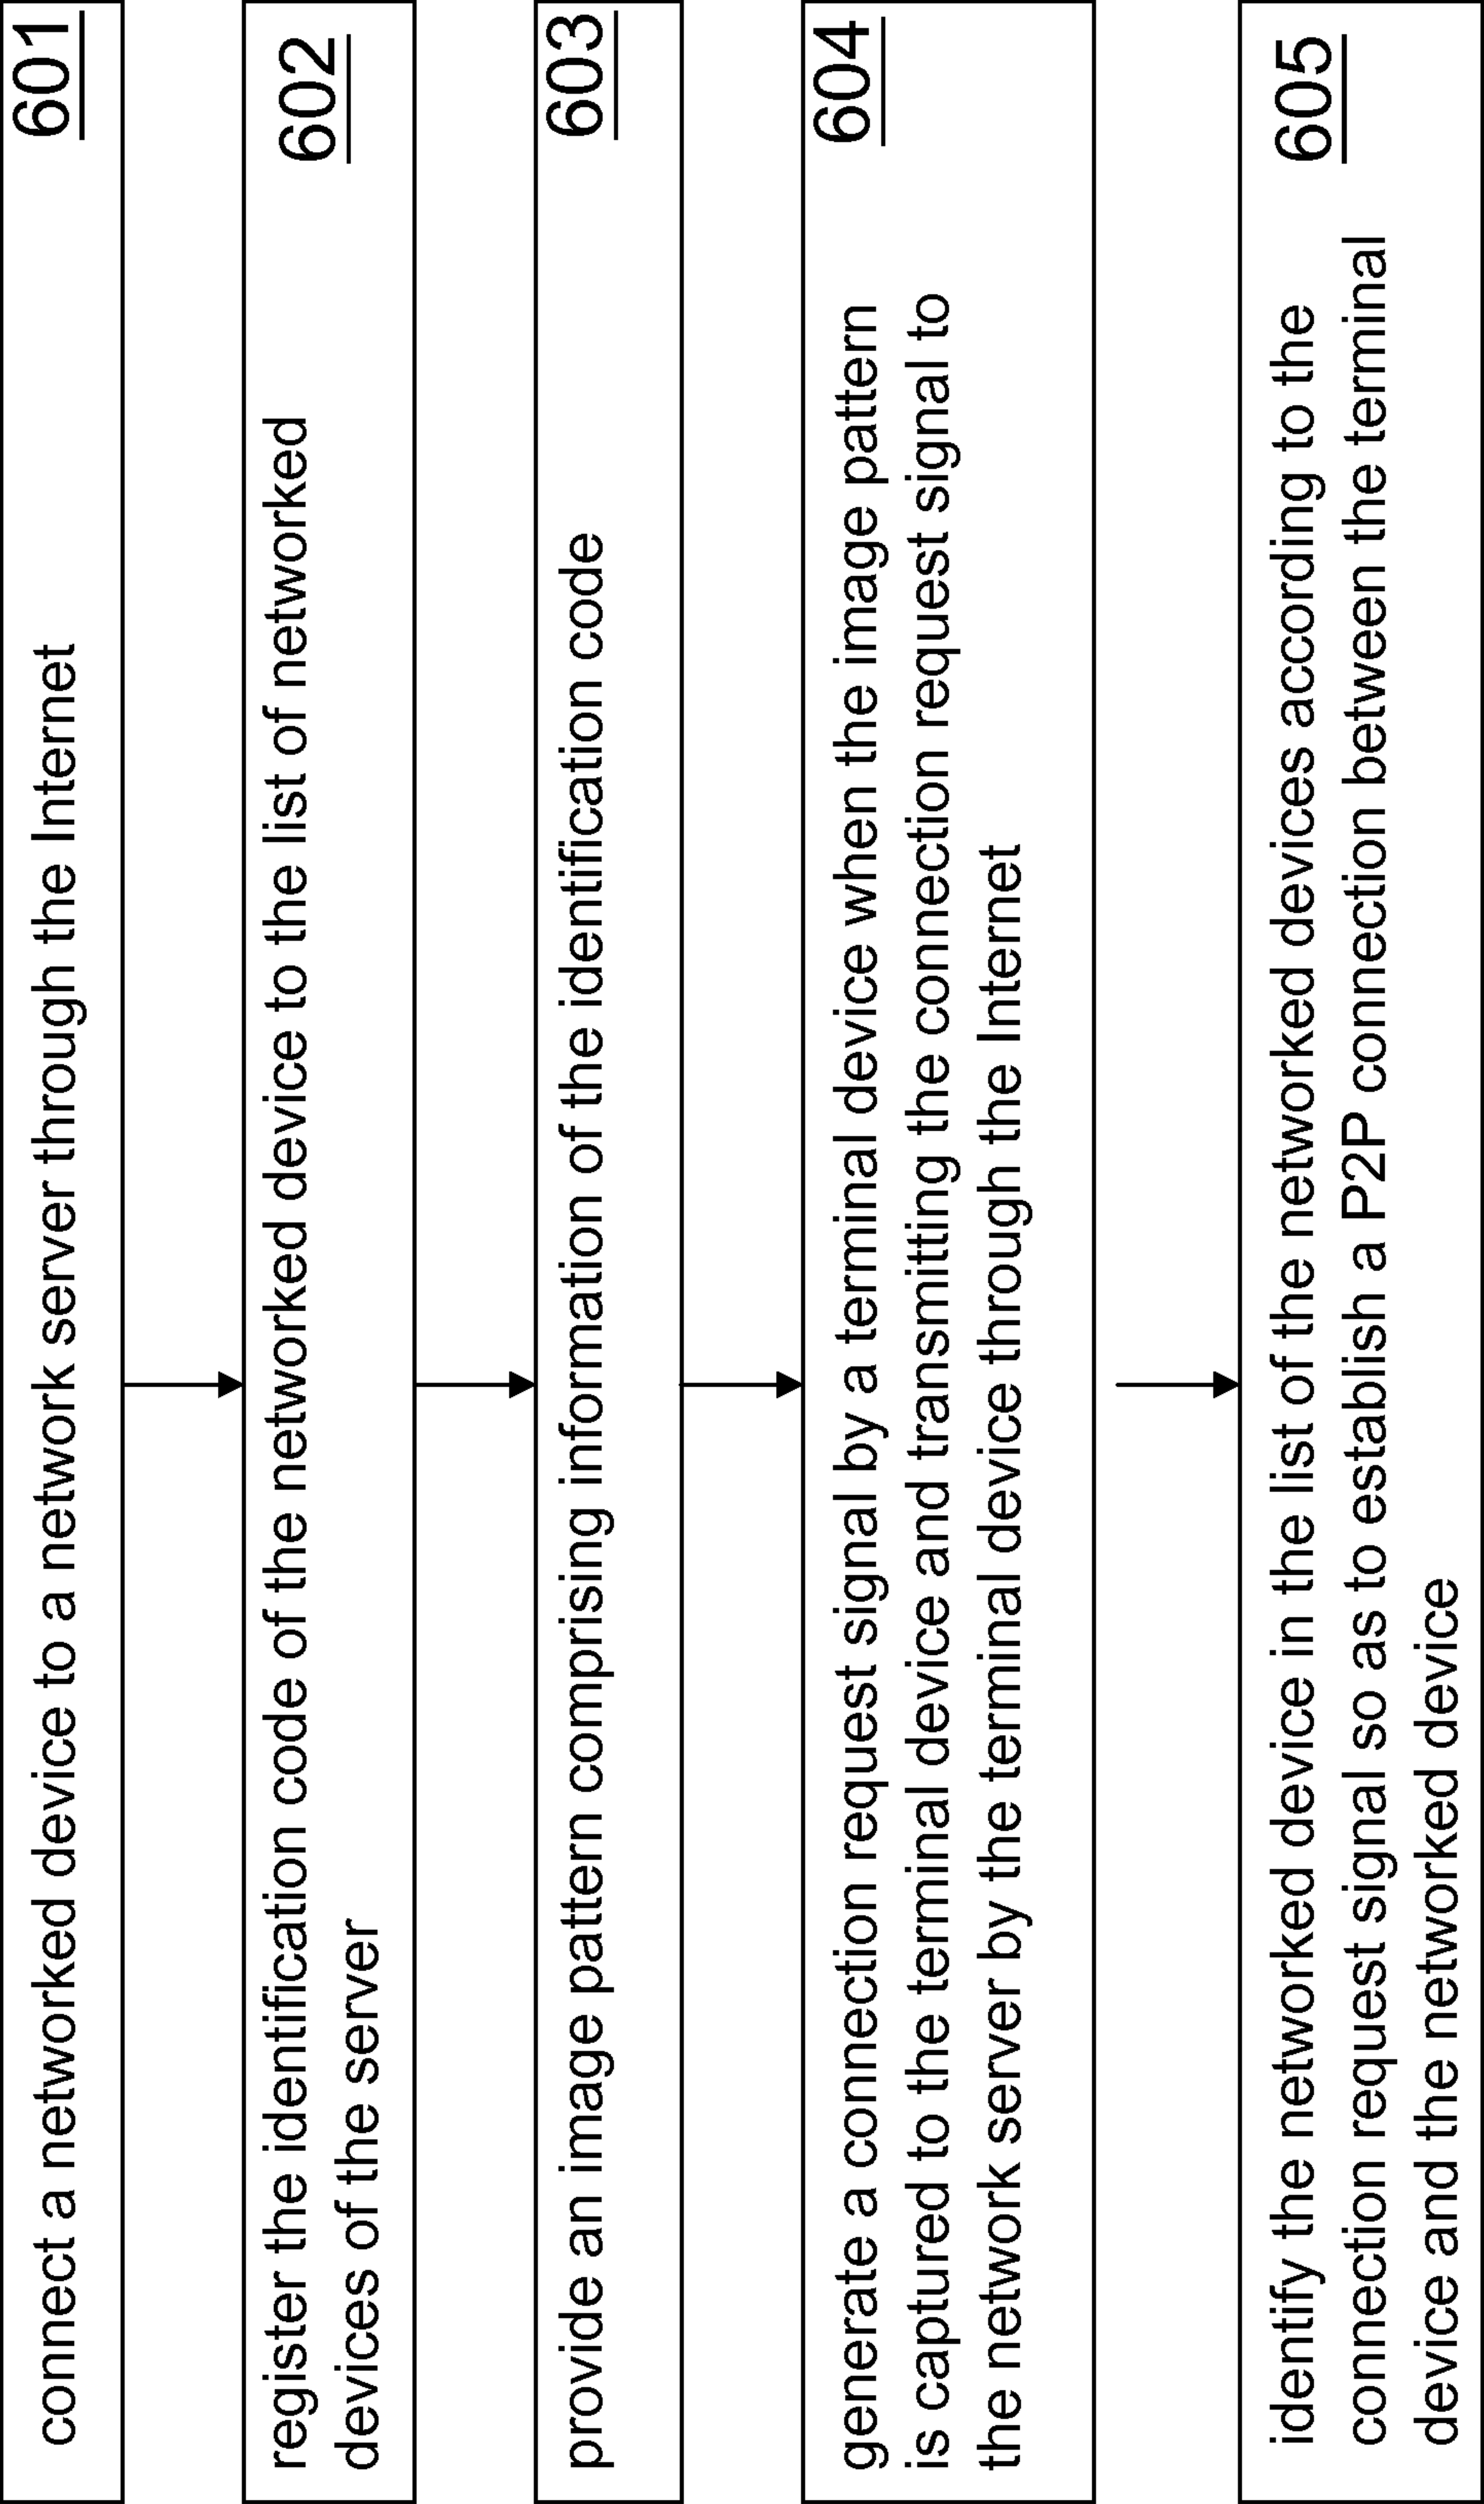 connect a networked device to a network server through the Internet 601
register the identification code of the networked device to the list of networked 602
devices of the server
provide an image pattern comprising information of the identification code 603
generate a connection request signal by a terminal device when the image pattern 604
is captured to the terminal device and transmitting the connection request signal to
the network server by the terminal device through the Internet
identify the networked device in the list of the networked devices according to the 605
connection request signal so as to establish a P2P connection between the terminal
device and the networked device